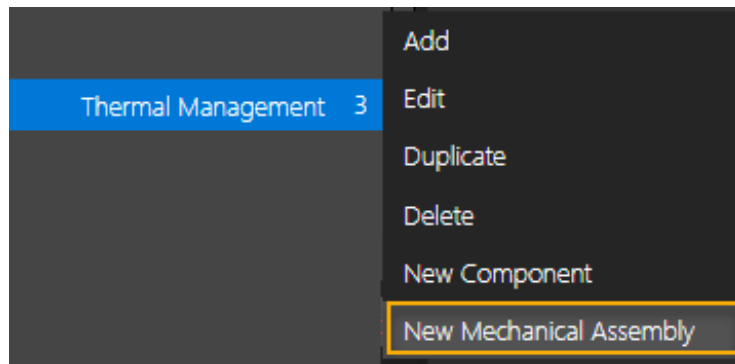 Add
Thermal Management 3
Edit
Duplicate
Delete
New Component
New Mechanical Assembly